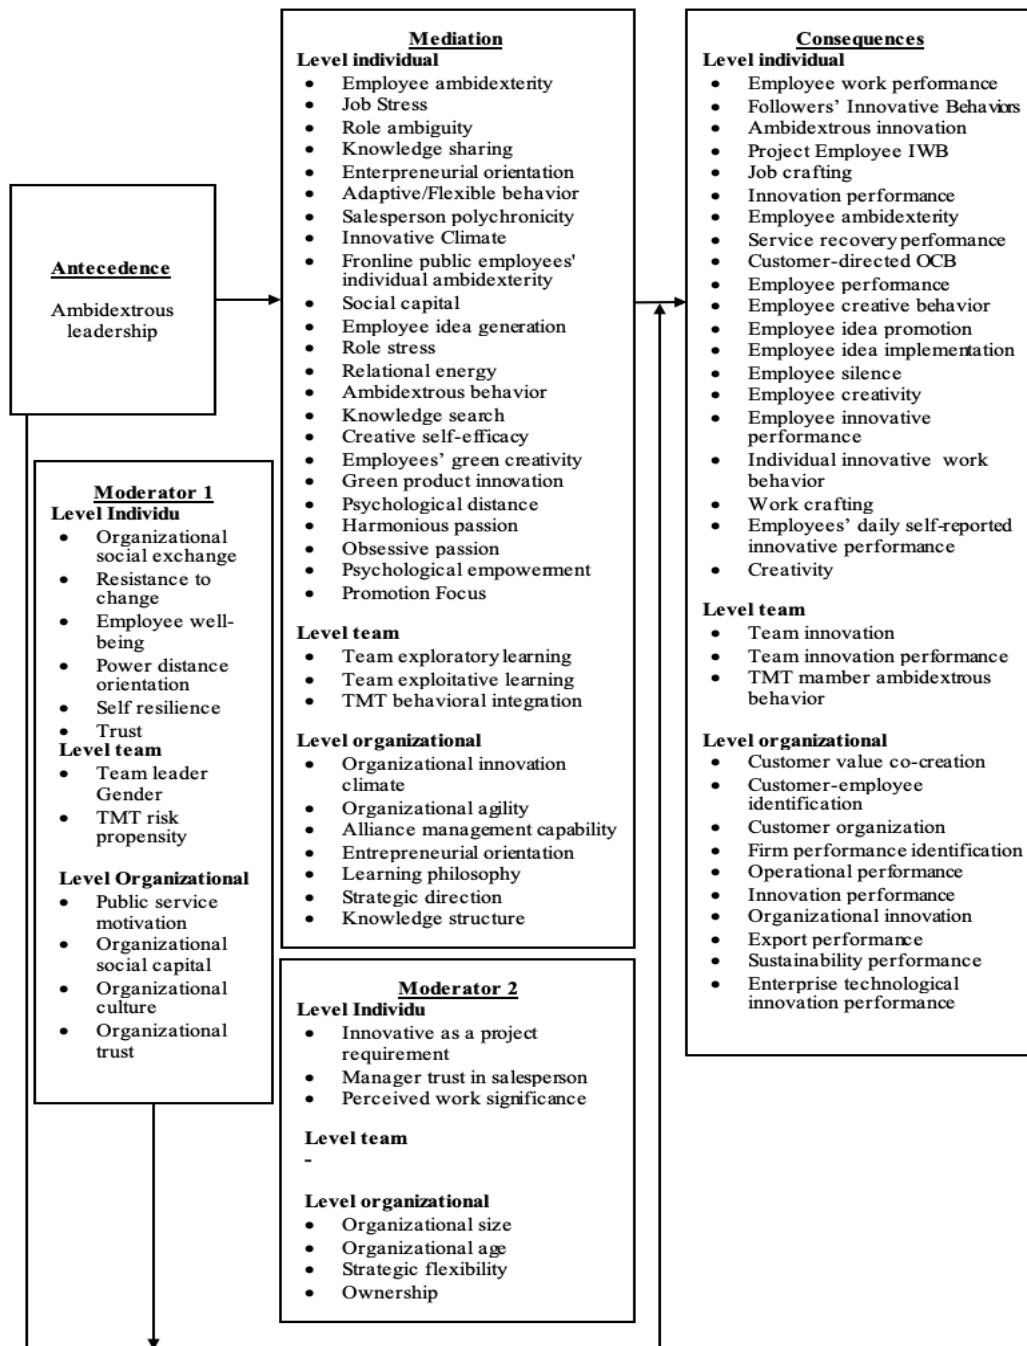 Antecedence
Ambidextrous
leadership
Moderator 1
Level Individu
• Organizational
social exchange
• Resistance to
change
• Employee well-
being
• Power distance
orientation
• Self resilience
• Trust
Level team
• Team leader
Gender
• TMT risk
propensity
Level Organizational
• Public service
motivation
• Organizational
social capital
• Organizational
culture
• Organizational
trust
Mediation
Level individual
• Employee ambidexterity
• Job Stress
• Role ambiguity
• Knowledge sharing
• Enterpreneurial orientation
• Adaptive/Flexible behavior
• Salesperson polychronicity
• Innovative Climate
• Fronline public employees'
individual ambidexterity
• Social capital
• Employee idea generation
• Role stress
• Relational energy
• Ambidextrous behavior
• Knowledge search
• Creative self-efficacy
• Employees’ green creativity
• Green product innovation
• Psychological distance
• Harmonious passion
• Obsessive passion
• Psychological empowerment
• Promotion Focus
Level team
• Team exploratory learning
• Team exploitative learning
• TMT behavioral integration
Level organizational
• Organizational innovation
climate
• Organizational agility
• Alliance management capability
• Entrepreneurial orientation
• Learning philosophy
• Strategic direction
• Knowledge structure
Moderator 2
Level Individu
• Innovative as a project
requirement
• Manager trust in salesperson
• Perceived work significance
Level team
-
Level organizational
• Organizational size
• Organizational age
• Strategic flexibility
• Ownership
Consequences
Level individual
• Employee work performance
• Followers’ Innovative Behaviors
• Ambidextrous innovation
• Project Employee IWB
• Job crafting
• Innovation performance
• Employee ambidexterity
• Service recovery performance
• Customer-directed OCB
• Employee performance
• Employee creative behavior
• Employee idea promotion
• Employee idea implementation
• Employee silence
• Employee creativity
• Employee innovative
performance
• Individual innovative work
behavior
• Work crafting
• Employees’ daily self-reported
innovative performance
• Creativity
Level team
• Team innovation
• Team innovation performance
• TMT mamber ambidextrous
behavior
Level organizational
• Customer value co-creation
• Customer-employee
identification
• Customer organization
• Firm performance identification
• Operational performance
• Innovation performance
• Organizational innovation
• Export performance
• Sustainability performance
• Enterprise technological
innovation performance